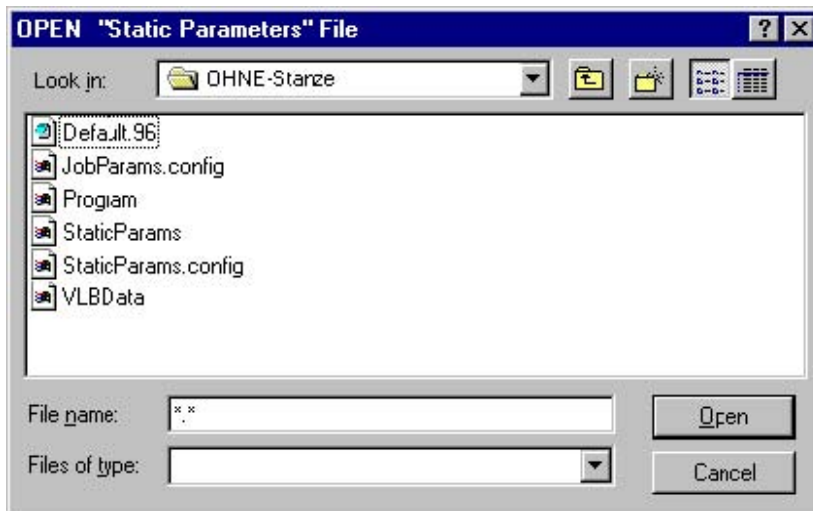 OPEN "Static Parameters" File
Look in: OHNE-Stanze
Default.96
JobParams.config
Program
StaticParams
StaticParams.config
VLBData
File name: *.*
Open
Files of type:
Cancel